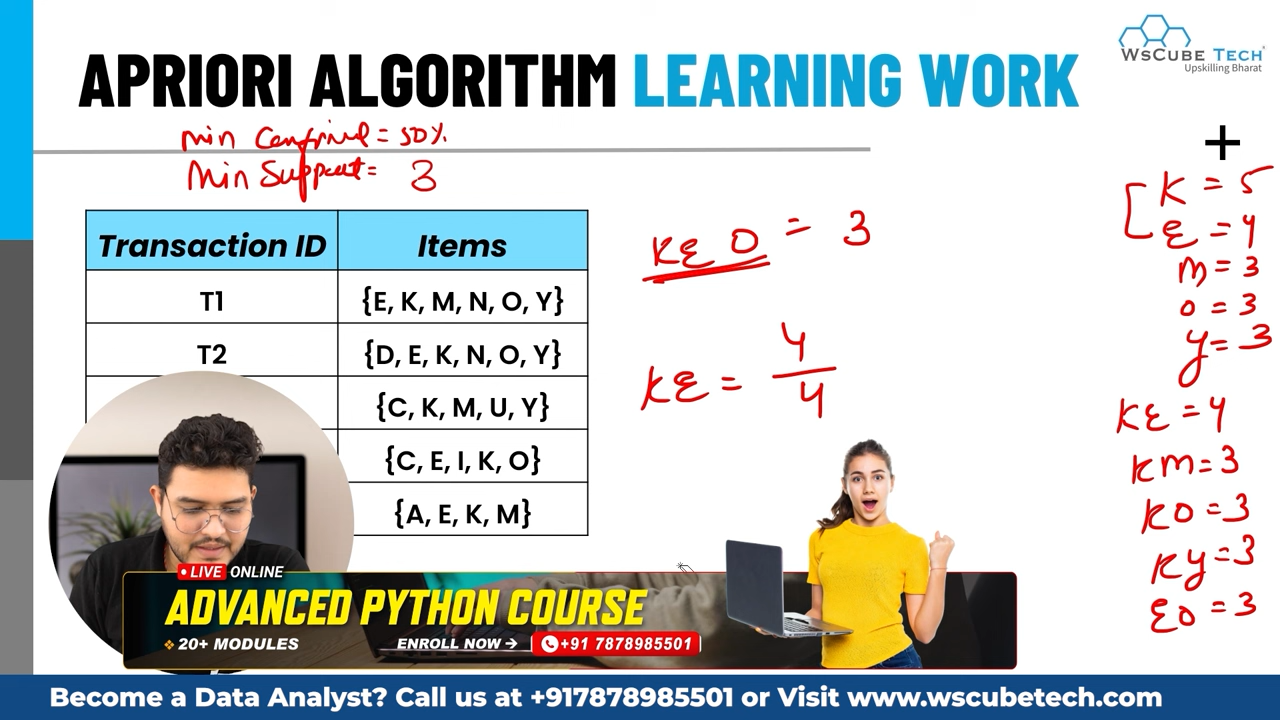 WSCUBE TECH
Upskilling Bharat
APRIORI ALGORITHM LEARNING WORK
min = 50%
Min Support = 3
Transaction ID Items
T1 {E, K, M, N, O, Y}
T2 {D, E, K, N, O, Y}
{C, K, M, U, Y}
{C, E, I, K, O}
{A, E, K, M}
KE O = 3
KE = 4/4
K = 5
E = 4
m = 3
O = 3
y = 3
KE = 4
Km = 3
KO = 3
Ky = 3
EO = 3
• LIVE ONLINE
ADVANCED PYTHON COURSE
20+ MODULES ENROLL NOW → +91 7878985501
Become a Data Analyst? Call us at +917878985501 or Visit www.wscubetech.com